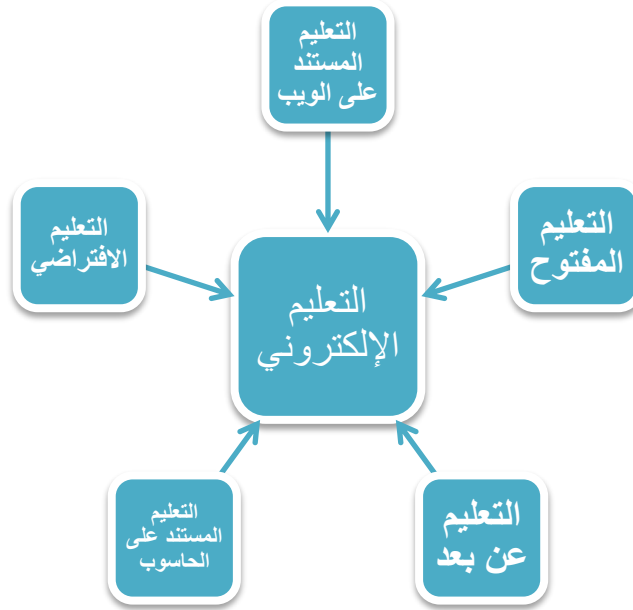 التعليم
المستند
على الويب
التعليم
المفتوح
التعليم
الافتراضي
التعليم
الإلكتروني
التعليم
عن بعد
التعليم
المستند على
الحاسوب